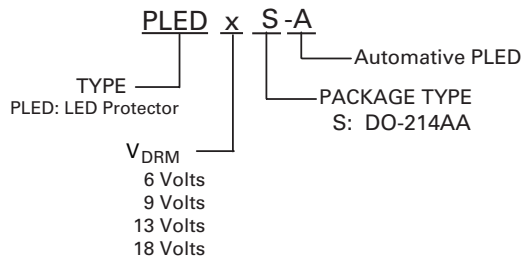 PLED x S -A
Automative PLED
TYPE
PLED: LED Protector
PACKAGE TYPE
S: DO-214AA
VDRM
6 Volts
9 Volts
13 Volts
18 Volts